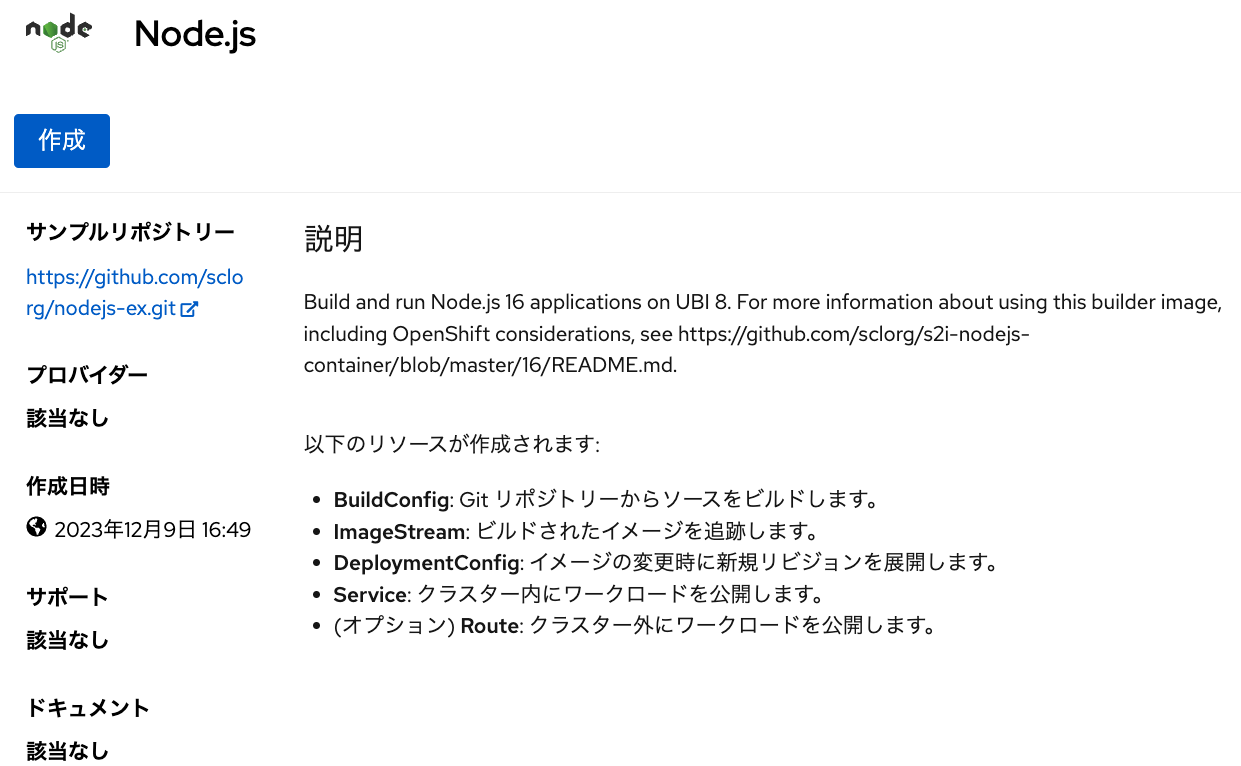 node
JS
Node.js
作成
サンプルリポジトリー
https://github.com/sclo
rg/nodejs-ex.git
プロバイダー
該当なし
作成日時
2023年12月9日 16:49
サポート
該当なし
ドキュメント
該当なし
説明
Build and run Node.js 16 applications on UBI 8. For more information about using this builder image,
including OpenShift considerations, see https://github.com/sclorg/s2i-nodejs-
container/blob/master/16/README.md.
以下のリソースが作成されます:
• BuildConfig: Git リポジトリーからソースをビルドします。
• ImageStream: ビルドされたイメージを追跡します。
• DeploymentConfig: イメージの変更時に新規リビジョンを展開します。
• Service: クラスター内にワークロードを公開します。
• (オプション) Route: クラスター外にワークロードを公開します。